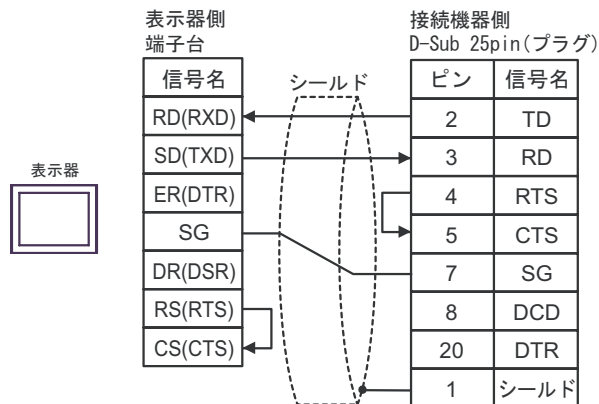 表示器側
端子台
信号名
RD(RXD)
SD(TXD)
ER(DTR)
SG
DR(DSR)
RS(RTS)
CS(CTS)
表示器
シールド
接続機器側
D-Sub 25pin(プラグ)
ピン 信号名
2 TD
3 RD
4 RTS
5 CTS
7 SG
8 DCD
20 DTR
1 シールド